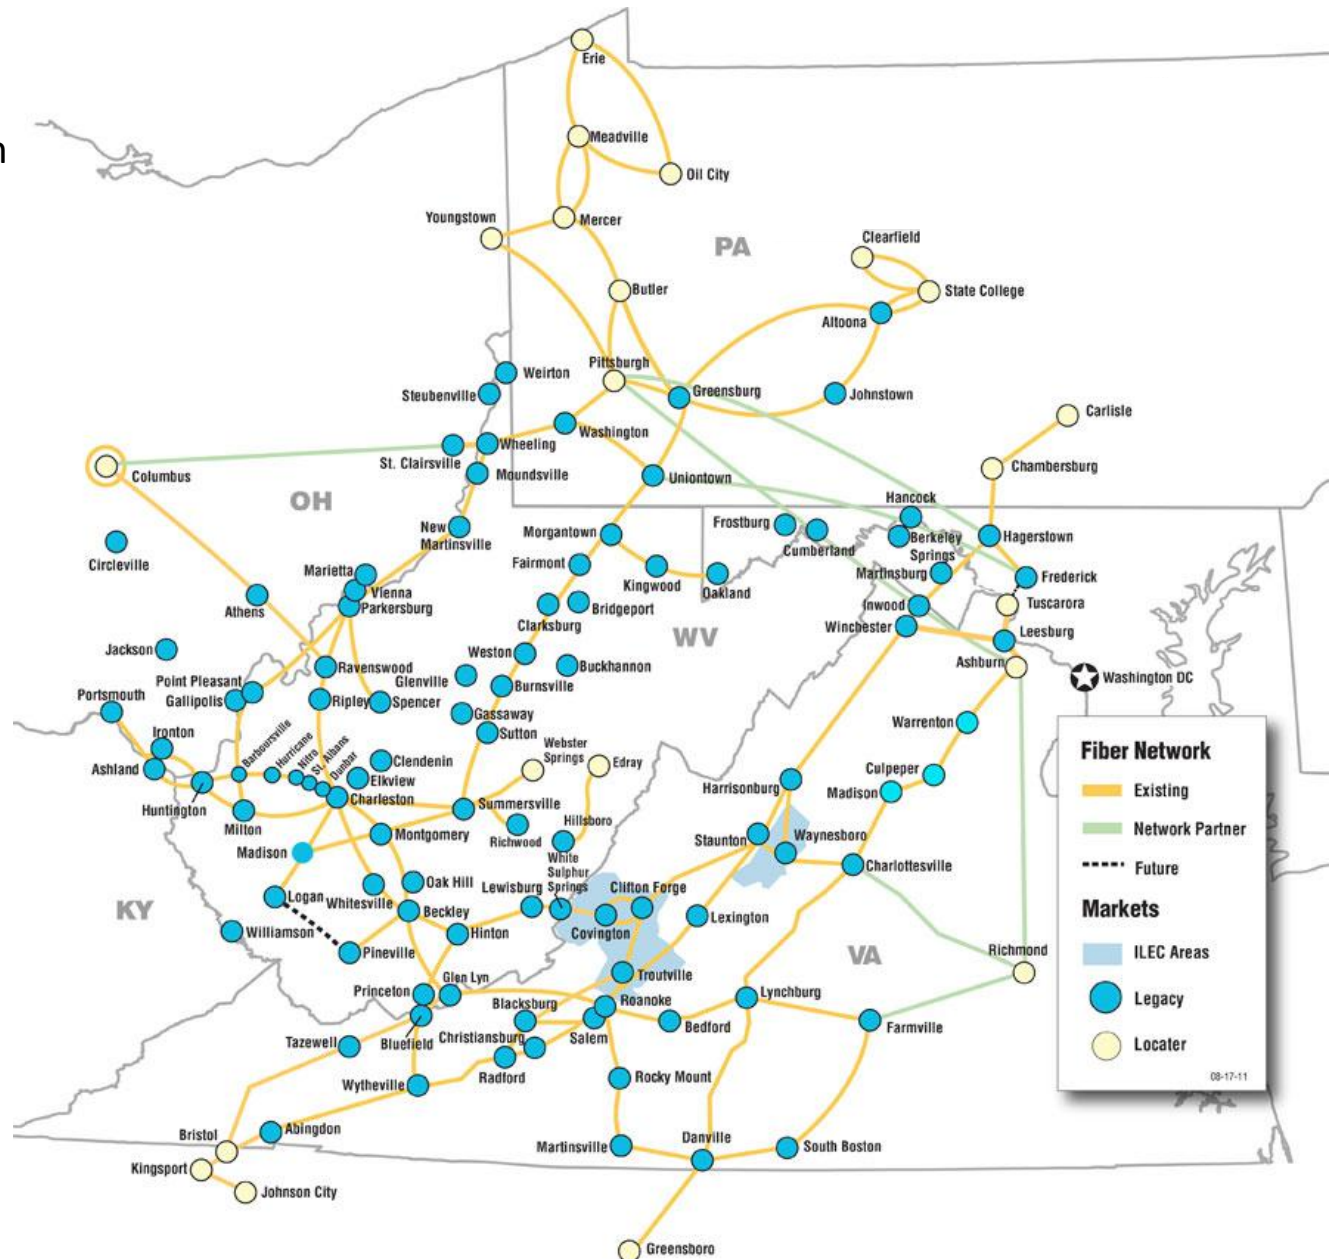 n
Erie
Meadville
Oil City
Youngstown
Mercer
PA
Clearfield
Butler
State College
Altoona
Pittsburgh
Weirton
Greensburg
Steubenville
Johnstown
Carlisle
Washington
Wheeling
St. Clairsville
Columbus
Moundsville
Uniontown
Chambersburg
OH
Hancock
New
Martinsville
Morgantown
Frostburg
Cumberland
Berkeley
Springs
Hagerstown
Circleville
Fairmont
Marietta
Kingwood
Oakland
Martinsburg
Frederick
Vienna
Athens
Parkersburg
Clarksburg
Bridgeport
Inwood
Tuscarora
Winchester
WV
Leesburg
Jackson
Weston
Ashburn
Ravenswood
Glenville
Buckhannon
Washington DC
Point Pleasant
Portsmouth
Gallipolis
Ripley
Spencer
Burnsville
Gassaway
Warrenton
Ironton
Sutton
Barboursville
Hurricane
Nitro
St. Albans
Dunbar
Webster
Springs
Edray
Fiber Network
Ashland
Clendenin
Elkview
Culpeper
Existing
Huntington
Charleston
Harrisonburg
Madison
Milton
Summersville
Network Partner
Montgomery
Richwood
Hillsboro
Staunton
Waynesboro
Madison
White
Sulphur
Springs
Charlottesville
Future
Logan
Whitesville
Oak Hill
Lewisburg
Clifton Forge
KY
Beckley
Covington
Lexington
Markets
Williamson
Hinton
Pineville
VA
Richmond
ILEC Areas
Glen Lyn
Troutville
Princeton
Blacksburg
Roanoke
Lynchburg
Legacy
Tazewell
Bluefield
Christiansburg
Salem
Bedford
Farmville
Locater
Radford
Wytheville
Rocky Mount
08-17-11
Bristol
Abingdon
Martinsville
Danville
South Boston
Kingsport
Johnson City
Greensboro